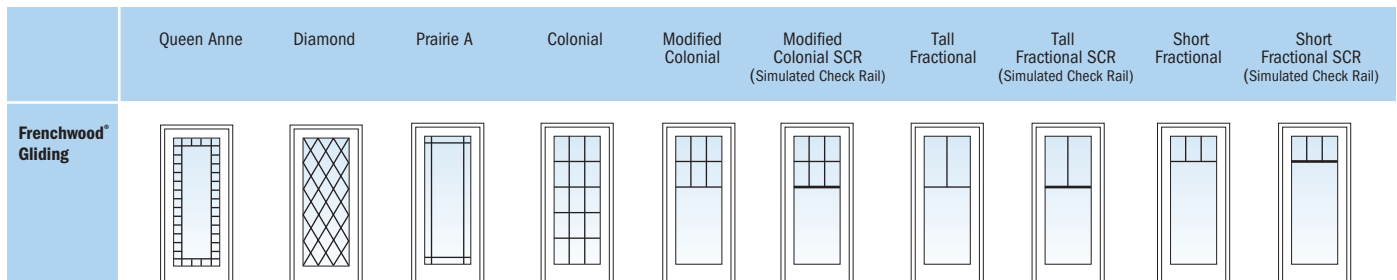 Queen Anne
Diamond
Prairie A
Colonial
Modified
Colonial
Modified
Colonial SCR
(Simulated Check Rail)
Tall
Fractional
Tall
Fractional SCR
(Simulated Check Rail)
Short
Fractional
Short
Fractional SCR
(Simulated Check Rail)
Frenchwood®
Gliding